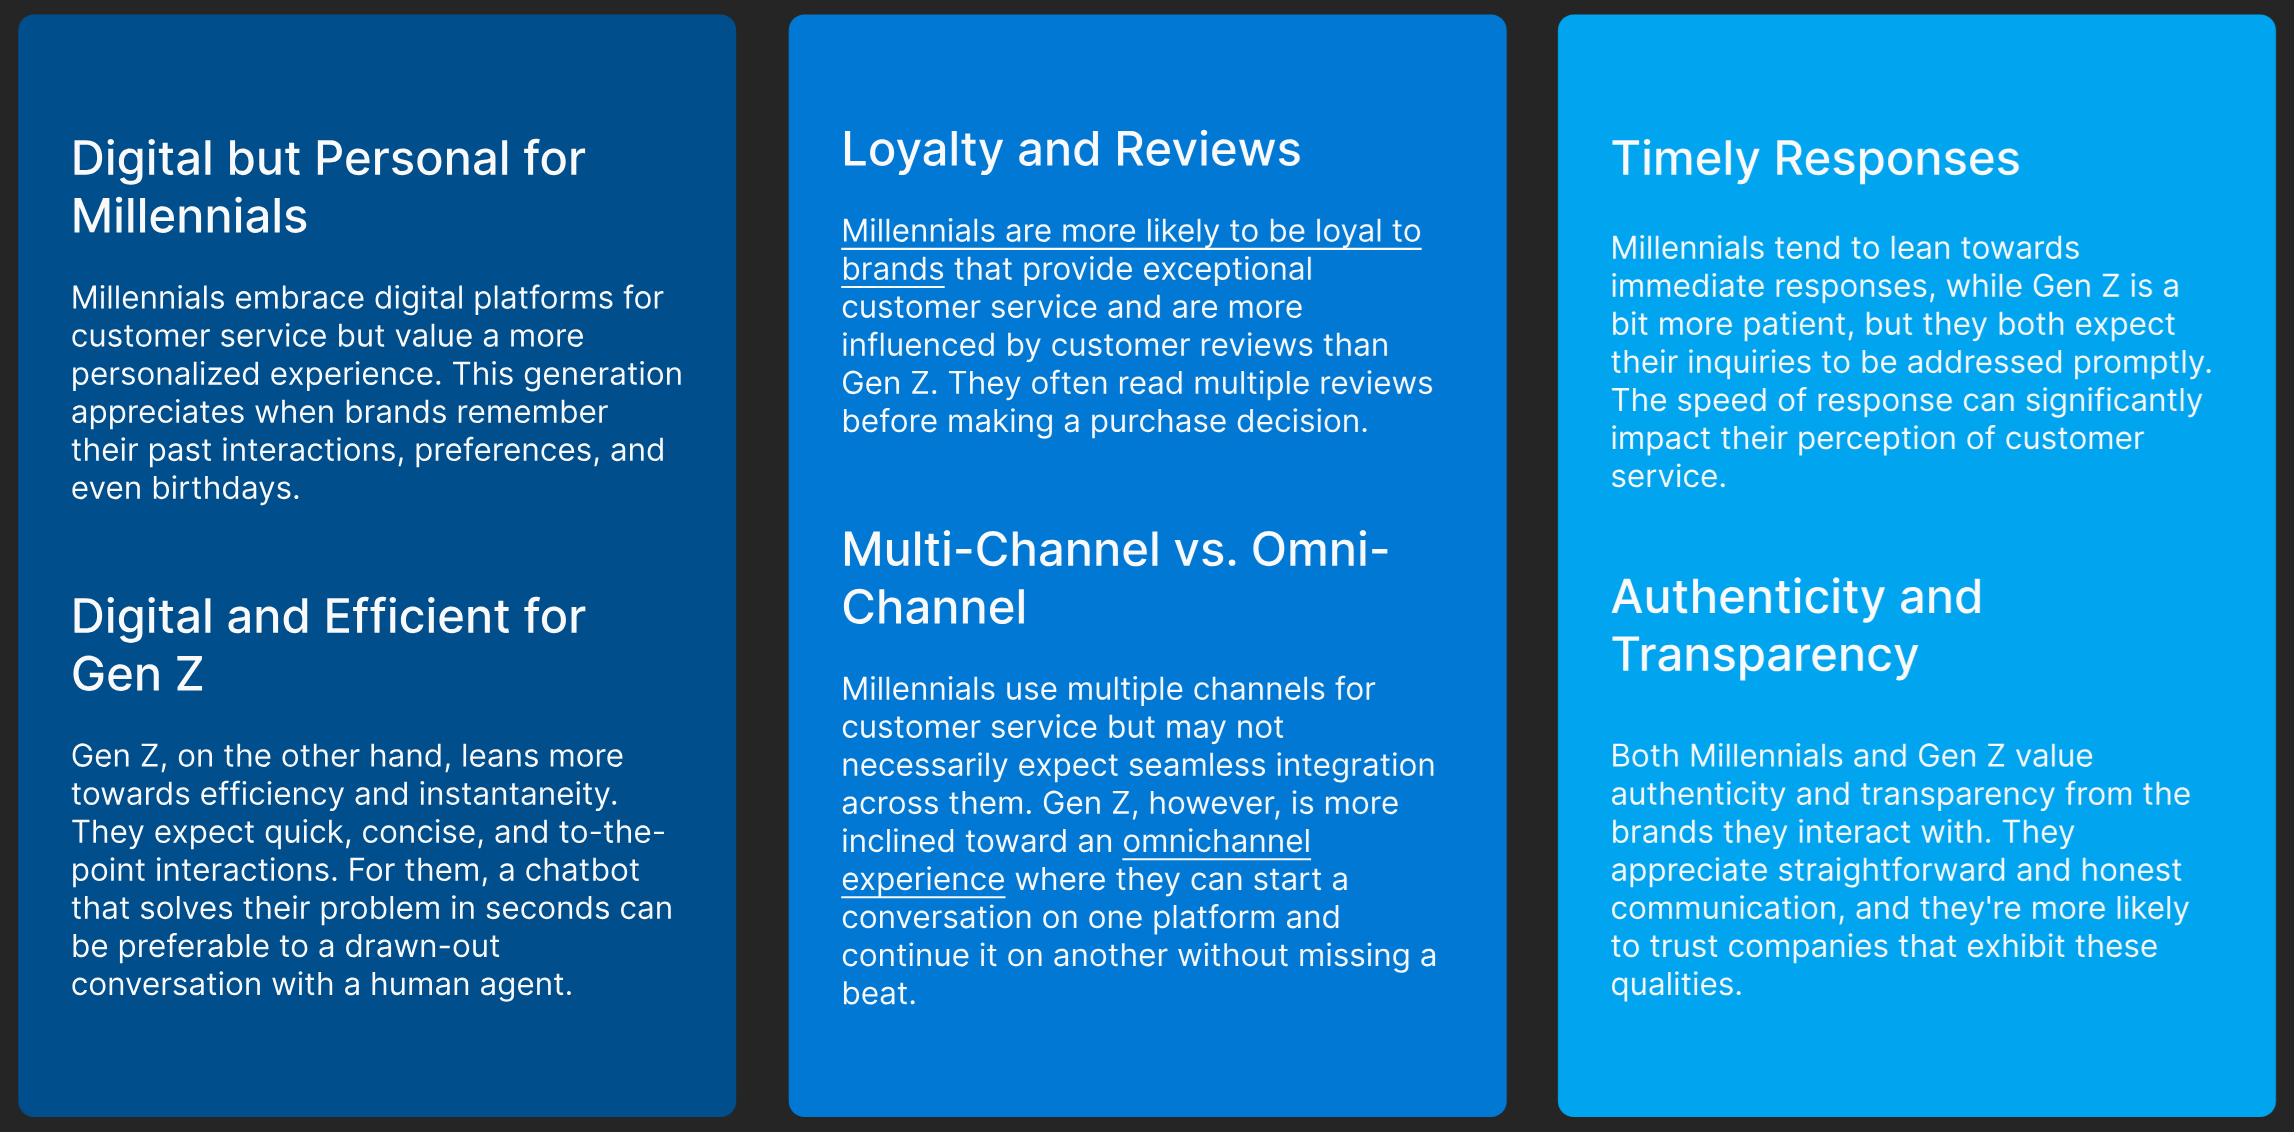 Digital but Personal for
Millennials
Millennials embrace digital platforms for
customer service but value a more
personalized experience. This generation
appreciates when brands remember
their past interactions, preferences, and
even birthdays.
Digital and Efficient for
Gen Z
Gen Z, on the other hand, leans more
towards efficiency and instantaneity.
They expect quick, concise, and to-the-
point interactions. For them, a chatbot
that solves their problem in seconds can
be preferable to a drawn-out
conversation with a human agent.
Loyalty and Reviews
Millennials are more likely to be loyal to
brands that provide exceptional
customer service and are more
influenced by customer reviews than
Gen Z. They often read multiple reviews
before making a purchase decision.
Multi-Channel vs. Omni-
Channel
Millennials use multiple channels for
customer service but may not
necessarily expect seamless integration
across them. Gen Z, however, is more
inclined toward an omnichannel
experience where they can start a
conversation on one platform and
continue it on another without missing a
beat.
Timely Responses
Millennials tend to lean towards
immediate responses, while Gen Z is a
bit more patient, but they both expect
their inquiries to be addressed promptly.
The speed of response can significantly
impact their perception of customer
service.
Authenticity and
Transparency
Both Millennials and Gen Z value
authenticity and transparency from the
brands they interact with. They
appreciate straightforward and honest
communication, and they're more likely
to trust companies that exhibit these
qualities.